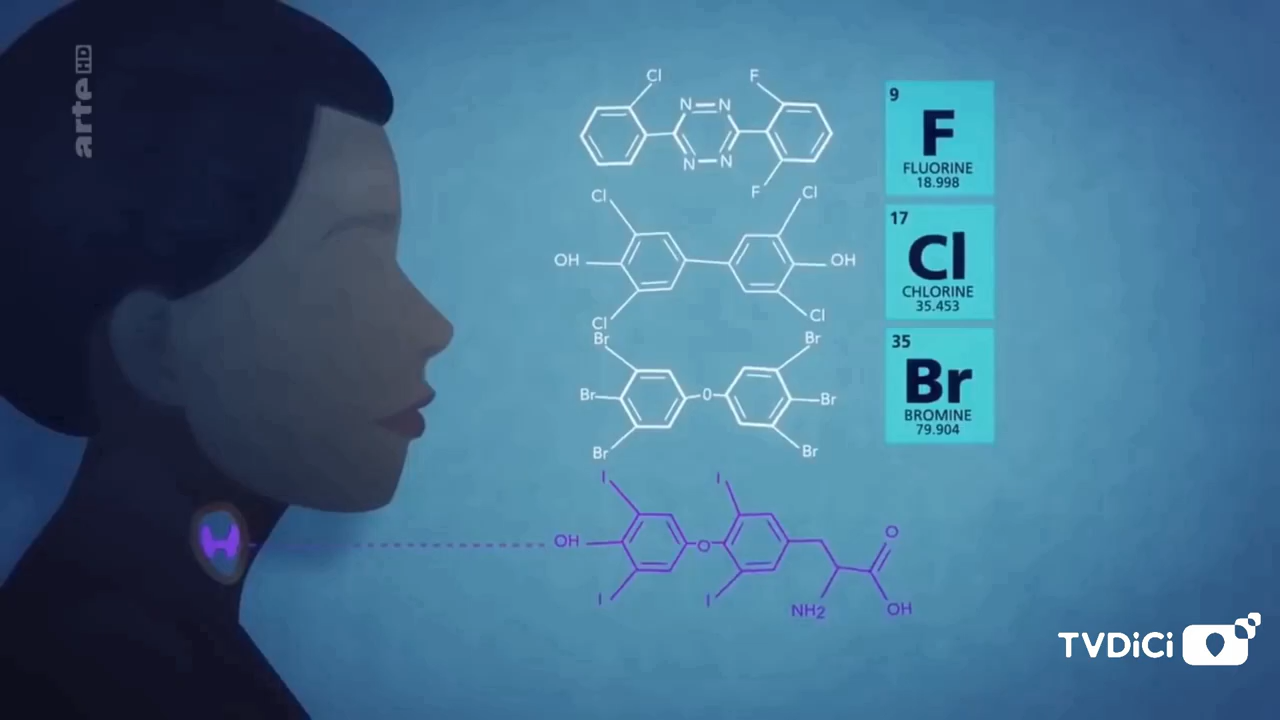 arte HD
Cl F
N N
N N
F
9
F
FLUORINE
18.998
Cl Cl
OH OH
Cl Cl
17
Cl
CHLORINE
35.453
Br Br
Br O Br
Br Br
35
Br
BROMINE
79.904
I I
OH O O
I I NH2 OH
TVDiCi